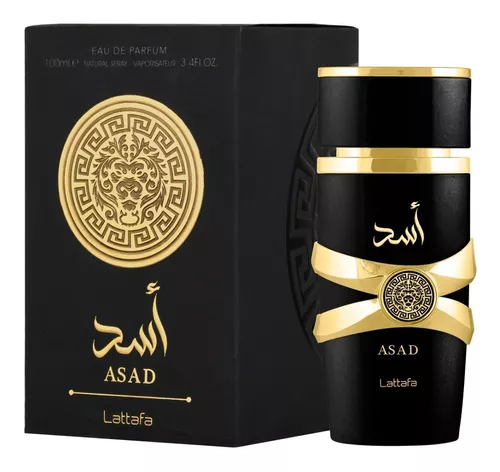 EAU DE PARFUM
100ml℮ NATURAL SPRAY - VAPORISATEUR 3.4FL.OZ.
أسد
ASAD
Lattafa
أسد
ASAD
Lattafa